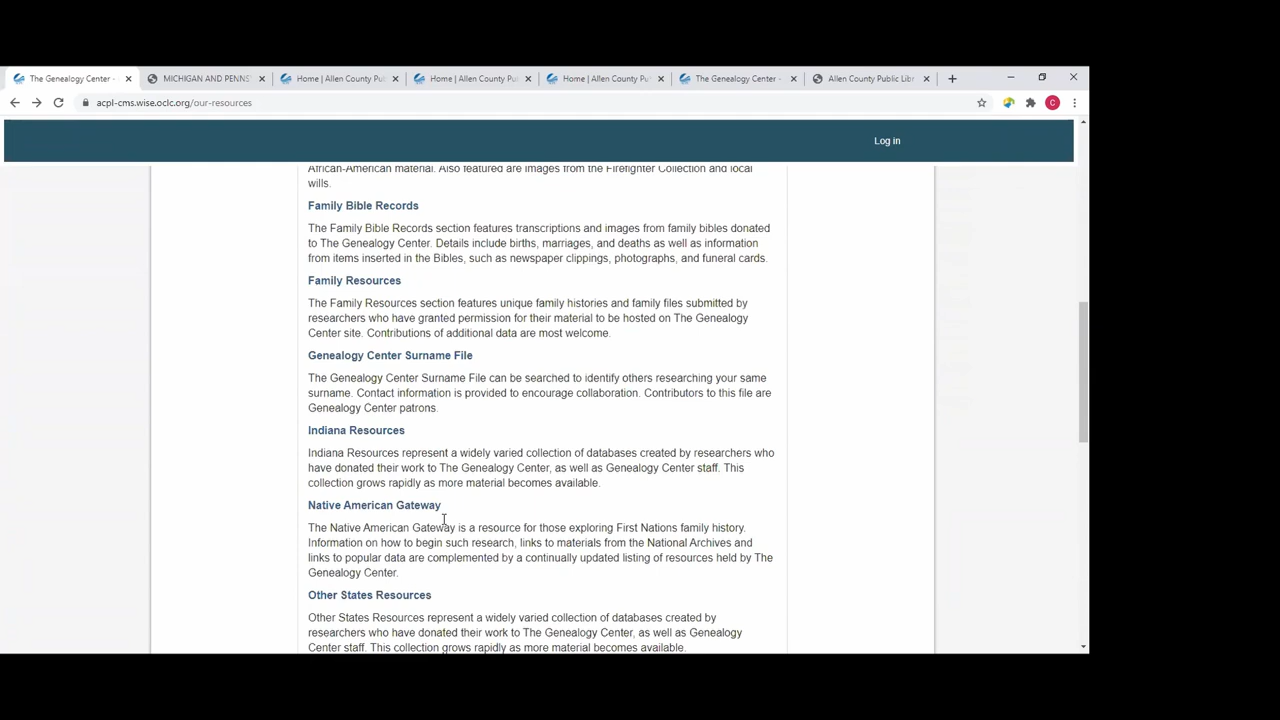 The Genealogy Center -
MICHIGAN AND PENNS
Home | Allen County Pub
Home | Allen County Pub
Home | Allen County Pu
The Genealogy Center -
Allen County Public Libr
acpl-cms.wise.oclc.org/our-resources
C
Log in
African-American material. Also featured are images from the Firefighter Collection and local
wills.
Family Bible Records
The Family Bible Records section features transcriptions and images from family bibles donated
to The Genealogy Center. Details include births, marriages, and deaths as well as information
from items inserted in the Bibles, such as newspaper clippings, photographs, and funeral cards.
Family Resources
The Family Resources section features unique family histories and family files submitted by
researchers who have granted permission for their material to be hosted on The Genealogy
Center site. Contributions of additional data are most welcome.
Genealogy Center Surname File
The Genealogy Center Surname File can be searched to identify others researching your same
surname. Contact information is provided to encourage collaboration. Contributors to this file are
Genealogy Center patrons.
Indiana Resources
Indiana Resources represent a widely varied collection of databases created by researchers who
have donated their work to The Genealogy Center, as well as Genealogy Center staff. This
collection grows rapidly as more material becomes available.
Native American Gateway
The Native American Gateway is a resource for those exploring First Nations family history.
Information on how to begin such research, links to materials from the National Archives and
links to popular data are complemented by a continually updated listing of resources held by The
Genealogy Center.
Other States Resources
Other States Resources represent a widely varied collection of databases created by
researchers who have donated their work to The Genealogy Center, as well as Genealogy
Center staff. This collection grows rapidly as more material becomes available.